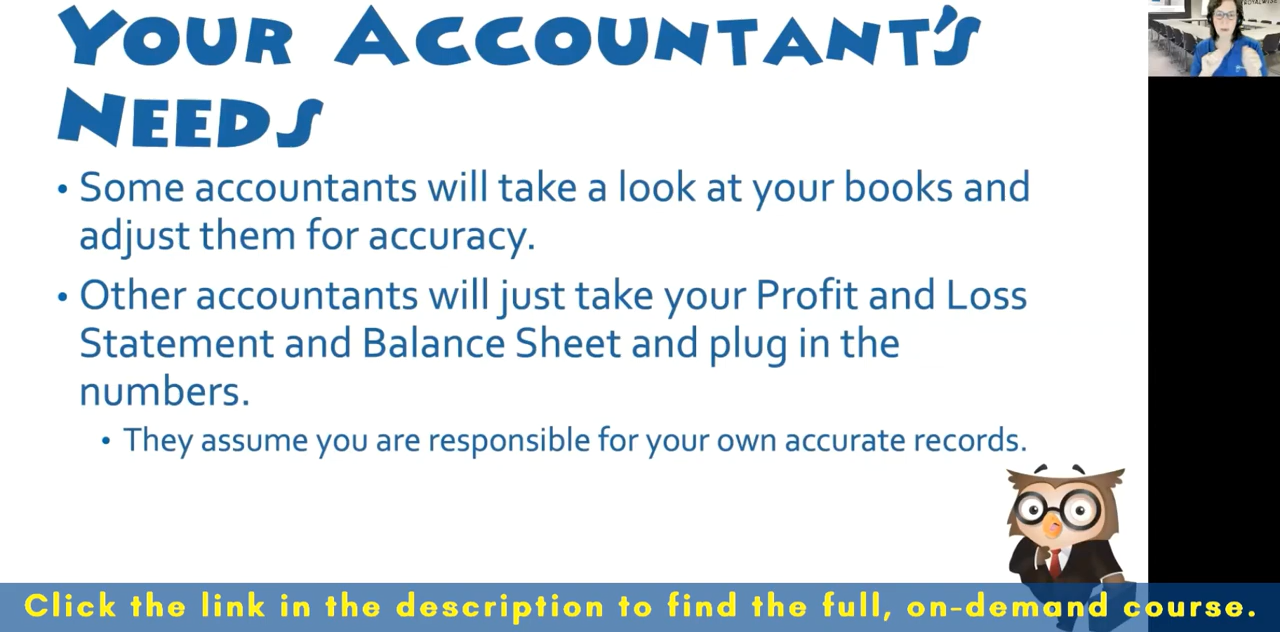 YOUR ACCOUNTANT'S
NEEDS
• Some accountants will take a look at your books and
adjust them for accuracy.
• Other accountants will just take your Profit and Loss
Statement and Balance Sheet and plug in the
numbers.
• They assume you are responsible for your own accurate records.
Click the link in the description to find the full, on-demand course.